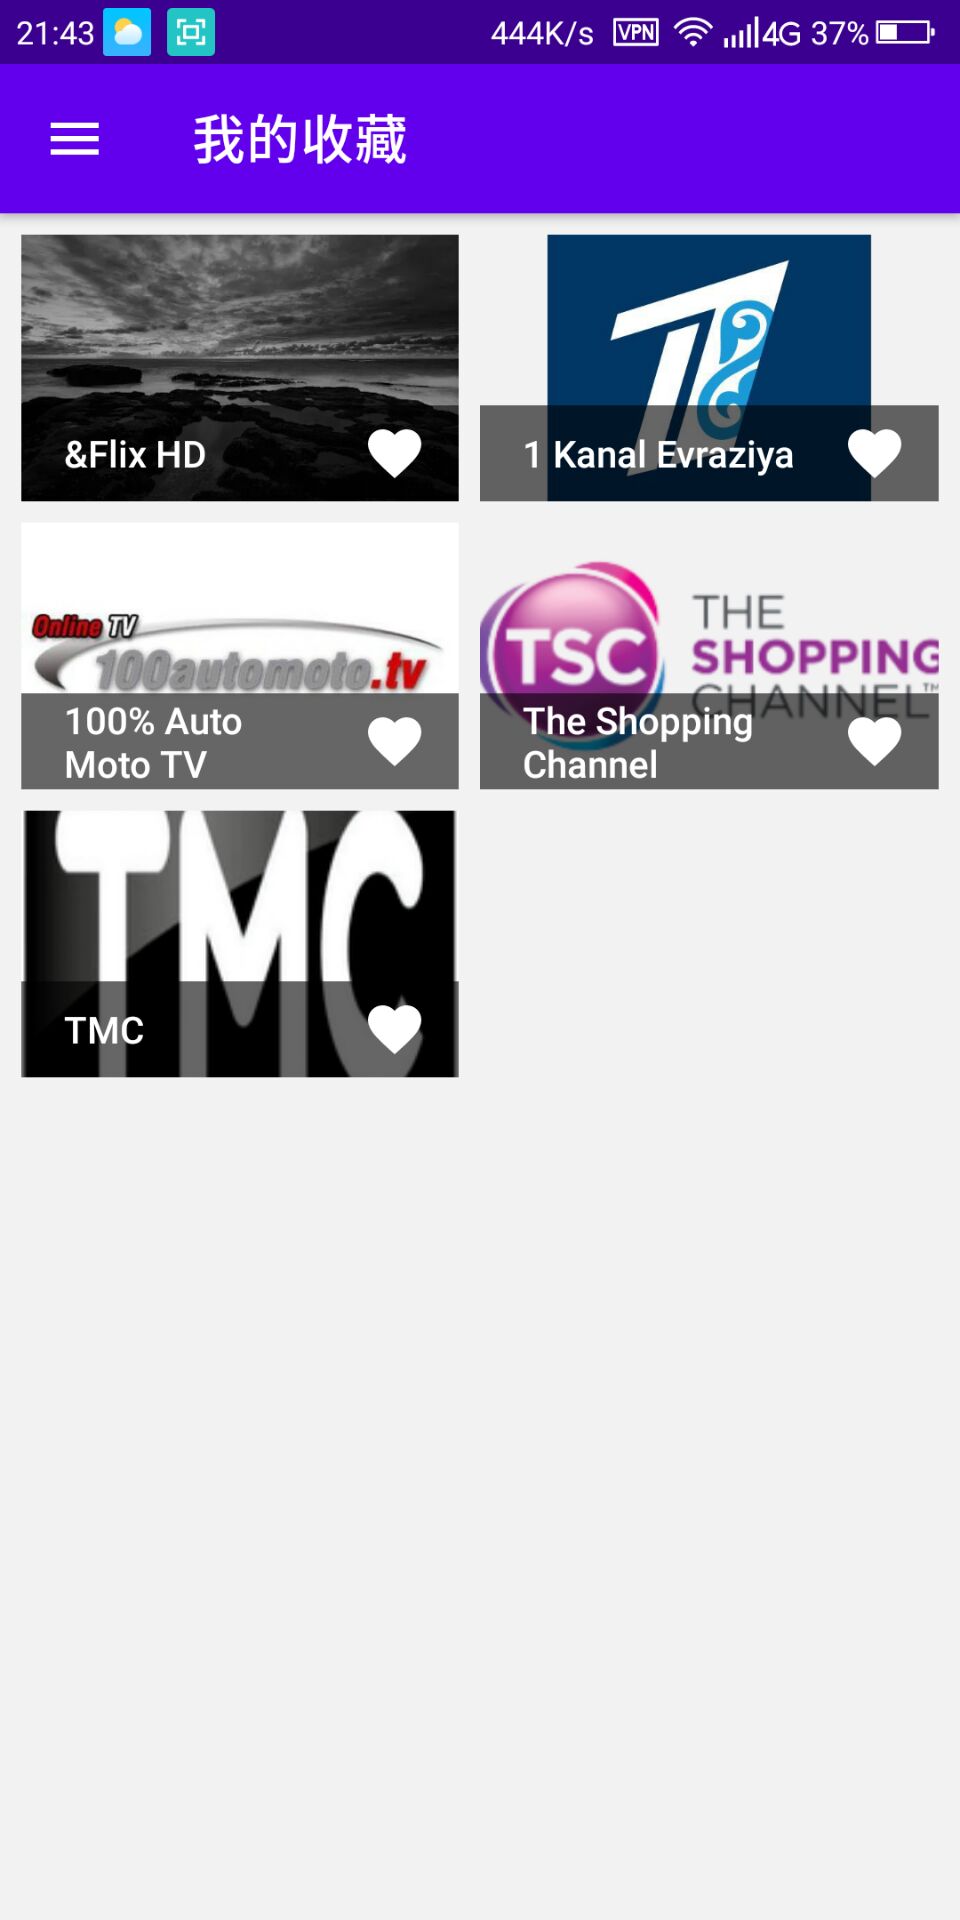 21:43 444K/s VPN 4G 37%
我的收藏
&Flix HD
1 Kanal Evraziya
Online TV
100automoto.tv
100% Auto
Moto TV
TSC
THE
SHOPPING
CHANNEL™
The Shopping
Channel
TMC
TMC